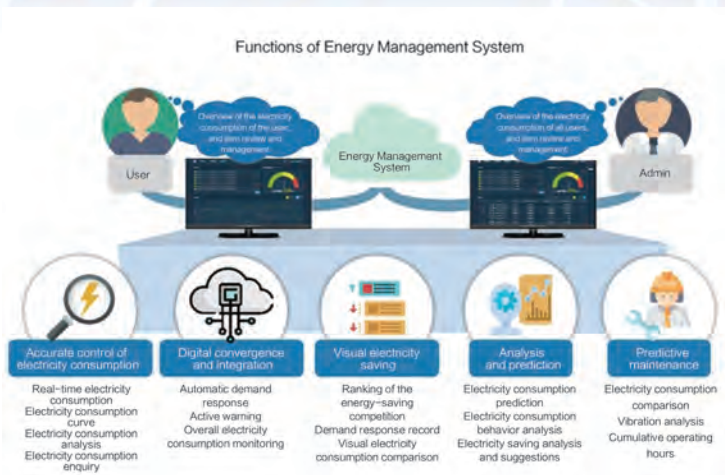 Functions of Energy Management System
Overview of the electricity
consumption of the user,
and item review and
management
Overview of the electricity
consumption of all users,
and item review and
management
Energy Management
System
User
Admin
Accurate control of
electricity consumption
Real-time electricity
consumption
Electricity consumption
curve
Electricity consumption
analysis
Electricity consumption
enquiry
Digital convergence
and integration
Automatic demand
response
Active warning
Overall electricity
consumption monitoring
Visual electricity
saving
Ranking of the
energy-saving
competition
Demand response record
Visual electricity
consumption comparison
Analysis
and prediction
Electricity consumption
prediction
Electricity consumption
behavior analysis
Electricity saving analysis
and suggestions
Predictive
maintenance
Electricity consumption
comparison
Vibration analysis
Cumulative operating
hours